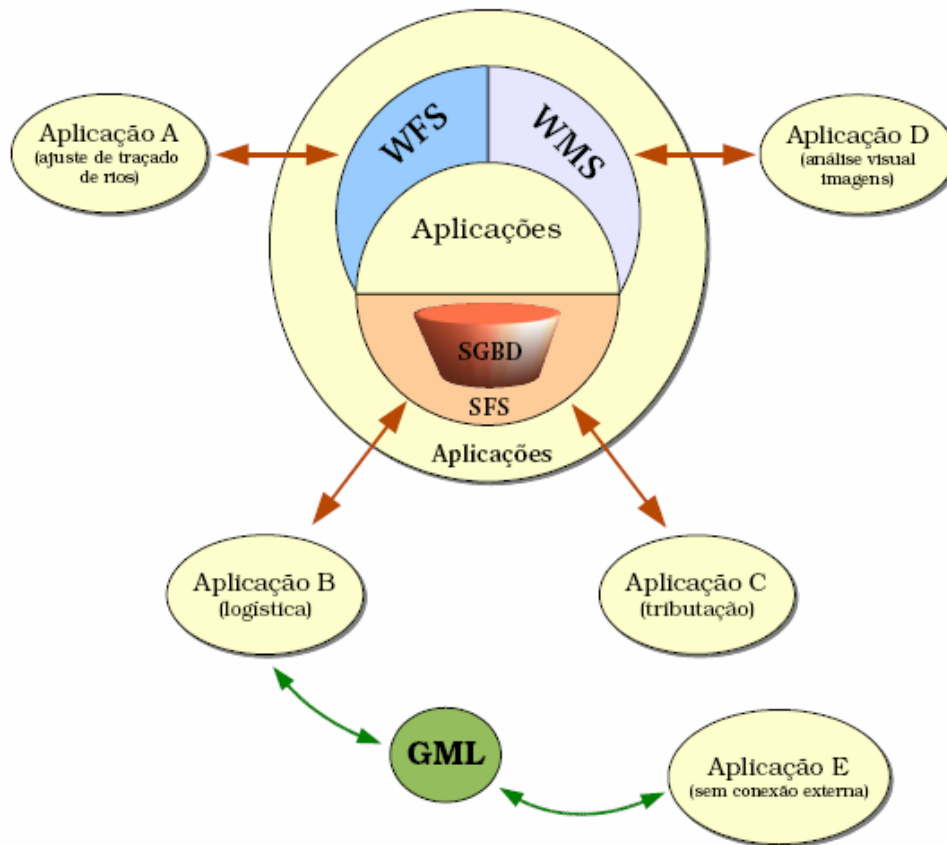 WFS
WMS
Aplicação A
(ajuste de traçado
de rios)
Aplicação D
(análise visual
imagens)
Aplicações
SGBD
SFS
Aplicações
Aplicação B
(logística)
Aplicação C
(tributação)
GML
Aplicação E
(sem conexão externa)